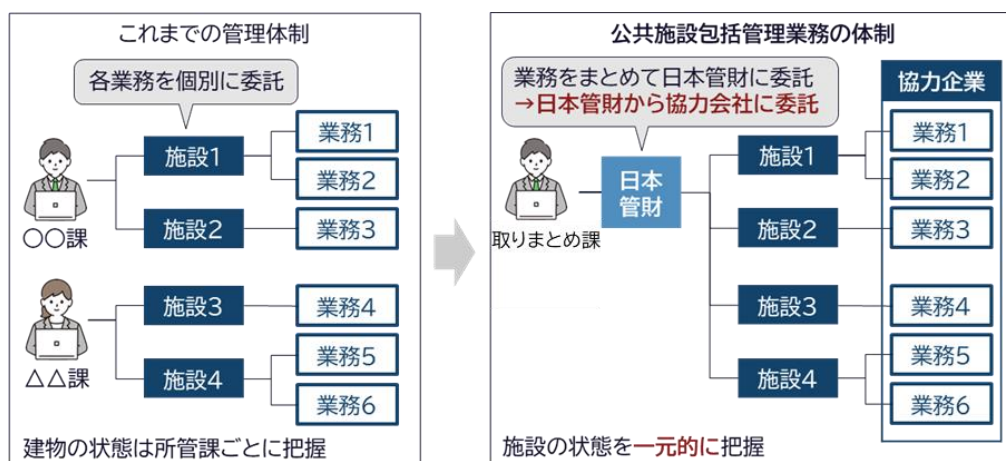 これまでの管理体制
各業務を個別に委託
〇〇課
施設1
業務1
業務2
施設2
業務3
△△課
施設3
業務4
施設4
業務5
業務6
建物の状態は所管課ごとに把握
公共施設包括管理業務の体制
業務をまとめて日本管財に委託
→日本管財から協力会社に委託
取りまとめ課
日本
管財
協力企業
施設1
業務1
業務2
施設2
業務3
施設3
業務4
施設4
業務5
業務6
施設の状態を一元的に把握